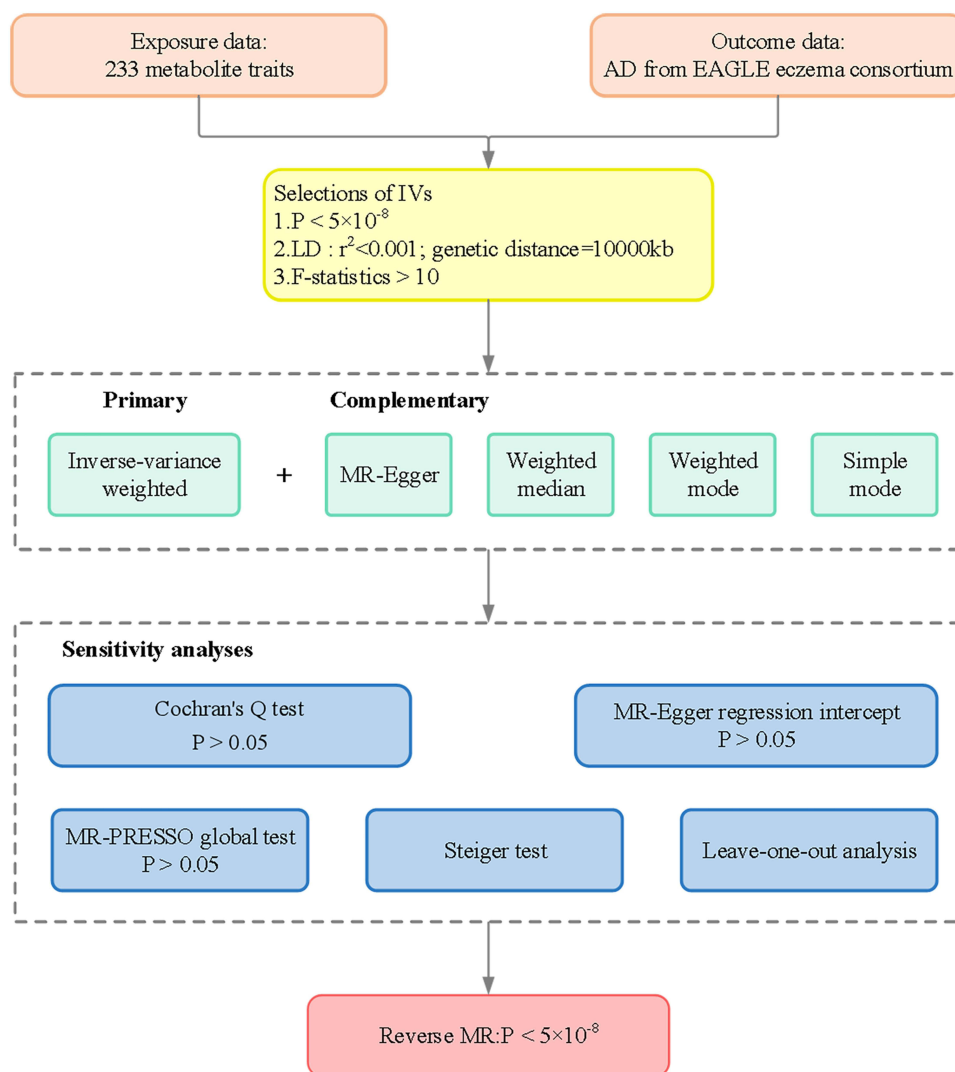 Exposure data:
233 metabolite traits
Outcome data:
AD from EAGLE eczema consortium
Selections of IVs
1.P < 5×10⁻⁸
2.LD : r²<0.001; genetic distance=10000kb
3.F-statistics > 10
Primary
Complementary
Inverse-variance
weighted
+
MR-Egger
Weighted
median
Weighted
mode
Simple
mode
Sensitivity analyses
Cochran's Q test
P > 0.05
MR-Egger regression intercept
P > 0.05
MR-PRESSO global test
P > 0.05
Steiger test
Leave-one-out analysis
Reverse MR:P < 5×10⁻⁸